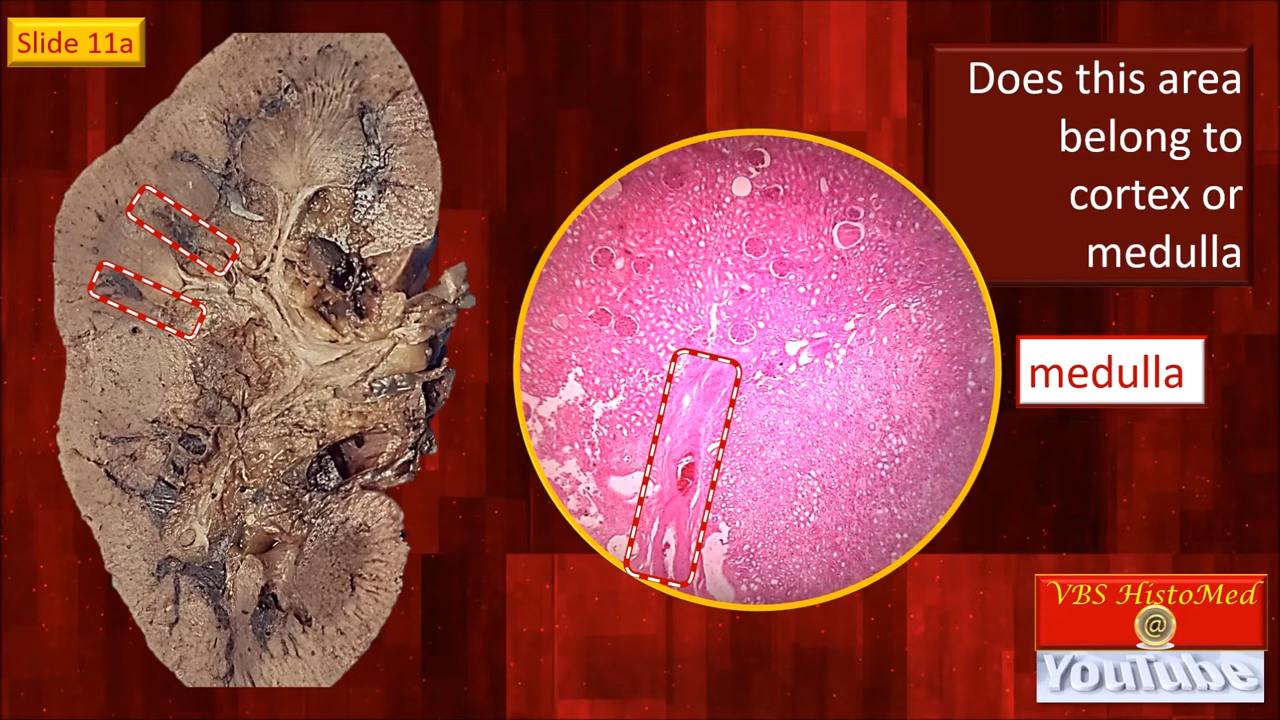 Slide 11a
Does this area
belong to
cortex or
medulla
medulla
VBS HistoMed
@
YouTube